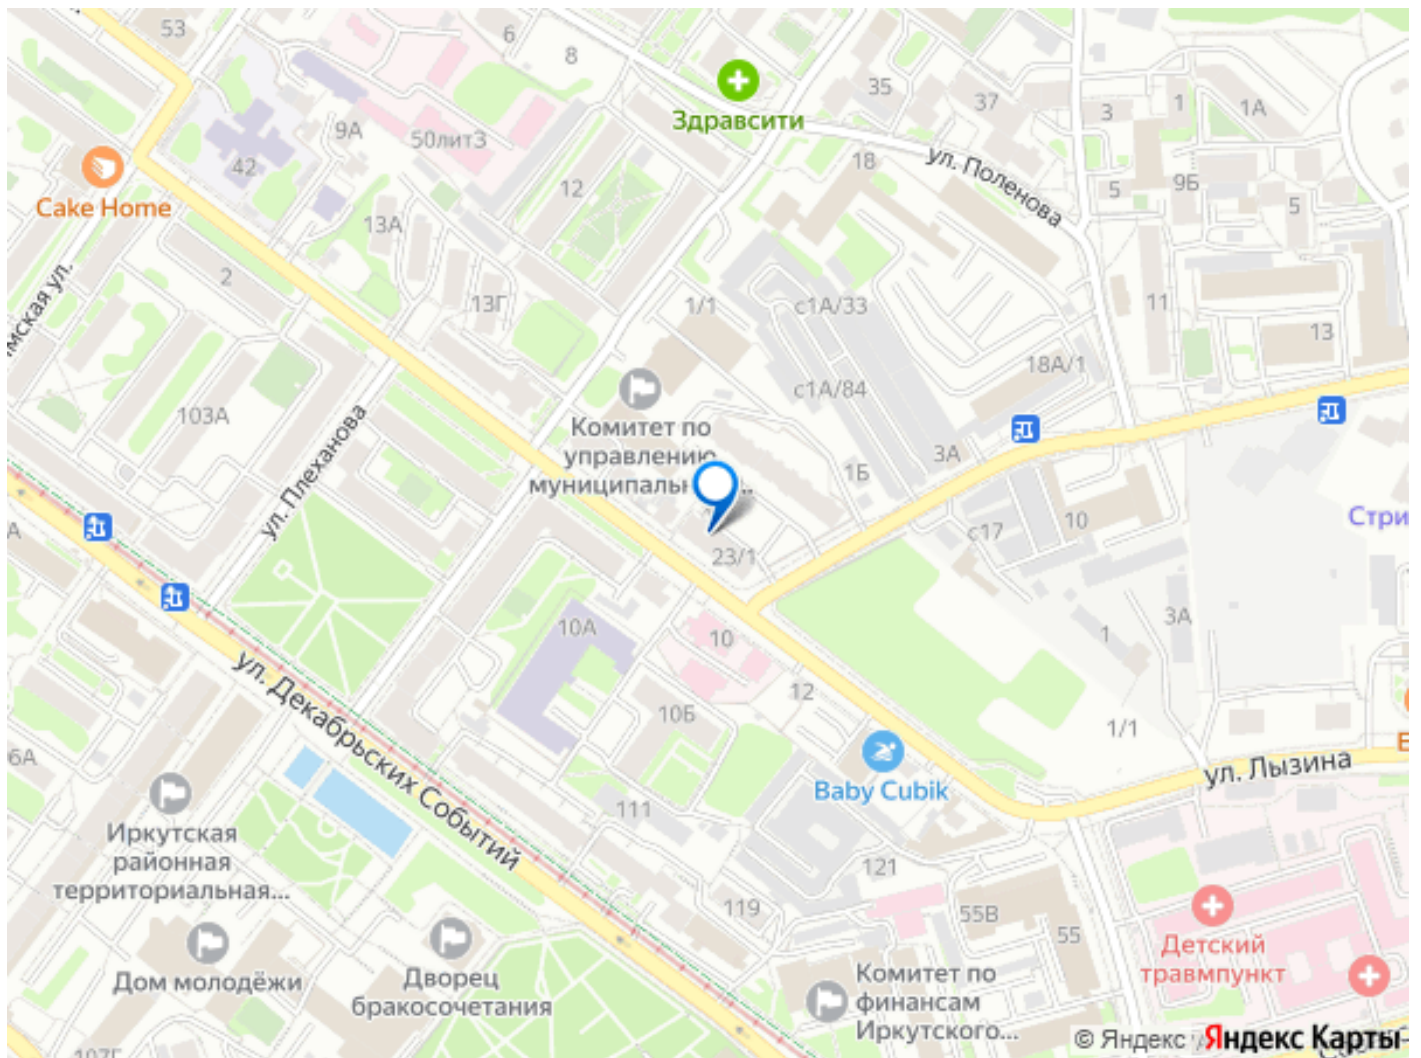 53
6
8
Здравсити
35
37
3
1
1А
9А
50литЗ
42
Cake Home
12
18
ул. Поленова
5
9Б
5
13А
2
13Г
1/1
с1А/33
11
13
мская ул.
103А
ул. Плеханова
Комитет по
управлению
муниципаль
с1А/84
18А/1
3А
1Б
с17
10
Стри
А
23/1
10А
10
3А
1
12
10Б
1/1
ул. Лызина
Baby Cubik
ул. Декабрьских Событий
6А
Иркутская
районная
территориальная...
111
121
119
55В
55
Дом молодёжи
Дворец
бракосочетания
Комитет по
финансам
Иркутского...
Детский
травмпункт
107Г
© Яндекс
Яндекс Карты